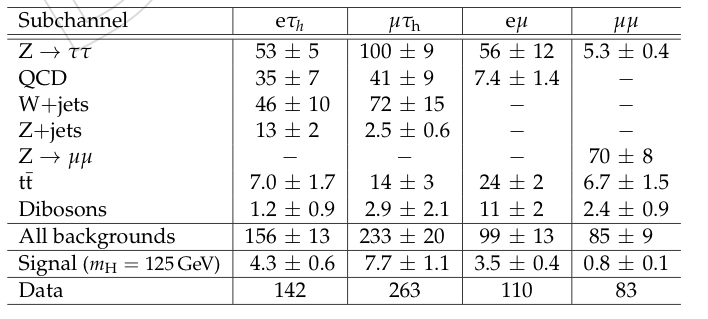 Subchannel eτh μτh eμ μμ
Z → ττ 53 ± 5 100 ± 9 56 ± 12 5.3 ± 0.4
QCD 35 ± 7 41 ± 9 7.4 ± 1.4 −
W+jets 46 ± 10 72 ± 15 − −
Z+jets 13 ± 2 2.5 ± 0.6 − −
Z → μμ − − − 70 ± 8
tt̄ 7.0 ± 1.7 14 ± 3 24 ± 2 6.7 ± 1.5
Dibosons 1.2 ± 0.9 2.9 ± 2.1 11 ± 2 2.4 ± 0.9
All backgrounds 156 ± 13 233 ± 20 99 ± 13 85 ± 9
Signal (mH = 125 GeV) 4.3 ± 0.6 7.7 ± 1.1 3.5 ± 0.4 0.8 ± 0.1
Data 142 263 110 83